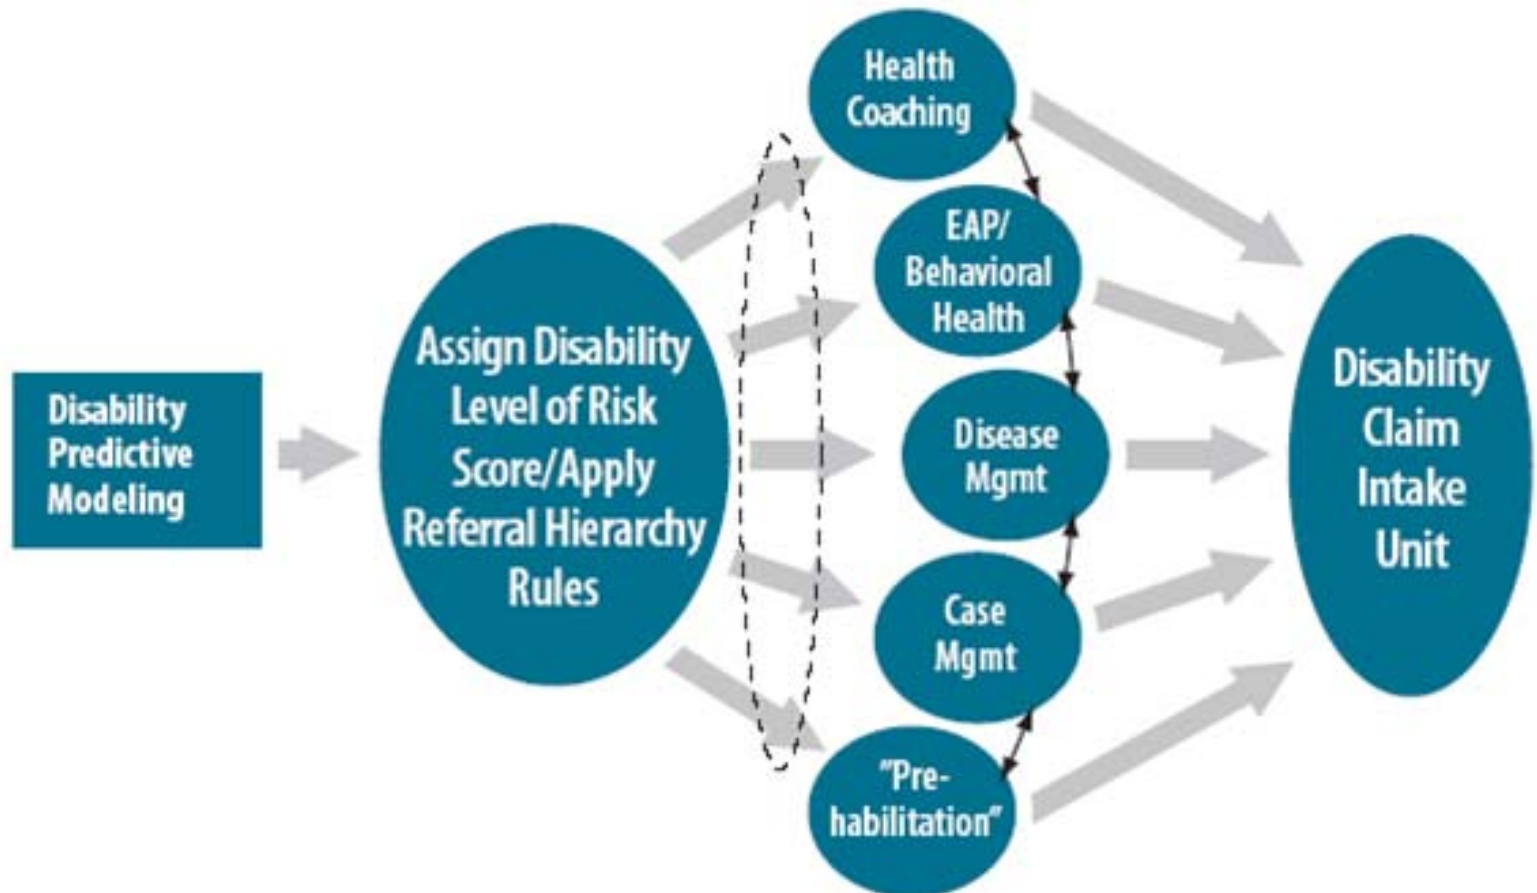 Disability
Predictive
Modeling
Assign Disability
Level of Risk
Score/Apply
Referral Hierarchy
Rules
Health
Coaching
EAP/
Behavioral
Health
Disease
Mgmt
Case
Mgmt
"Pre-
habilitation"
Disability
Claim
Intake
Unit